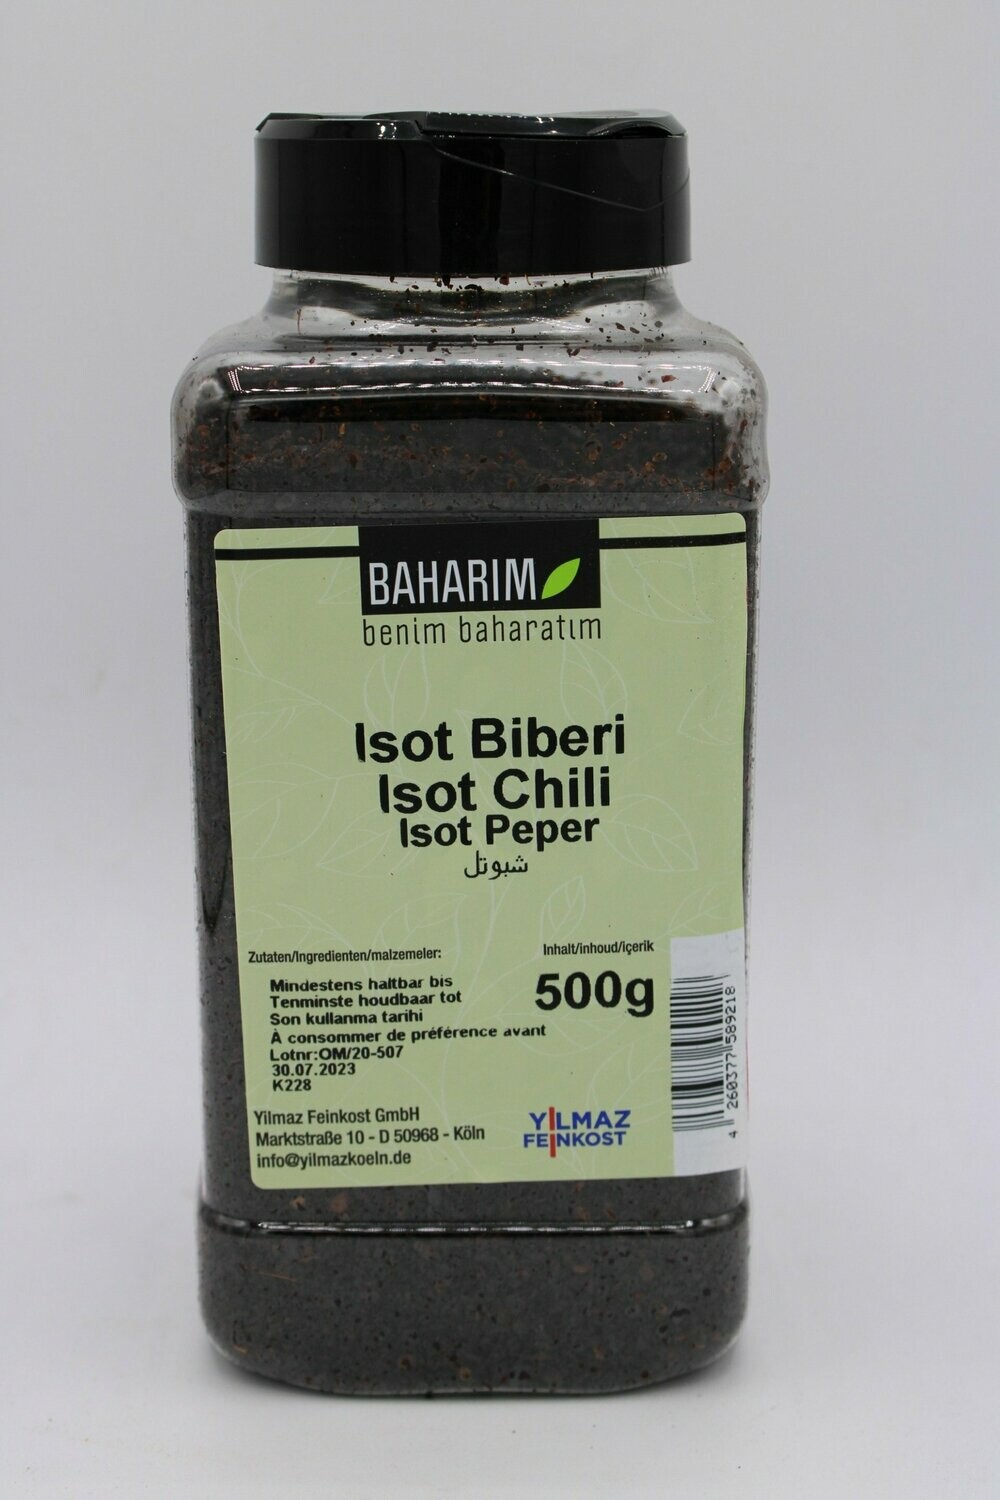 BAHARIM
benim baharatım
Isot Biberi
Isot Chili
Isot Peper
شبوتل
Zutaten/Ingredienten/malzemeler:
Inhalt/inhoud/içerik
500g
Mindestens haltbar bis
Tenminste houdbaar tot
Son kullanma tarihi
À consommer de préférence avant
Lotnr:OM/20-507
30.07.2023
K228
Yilmaz Feinkost GmbH
Marktstraße 10 - D 50968 - Köln
info@yilmazkoeln.de
YILMAZ
FEINKOST
4 260377 589218